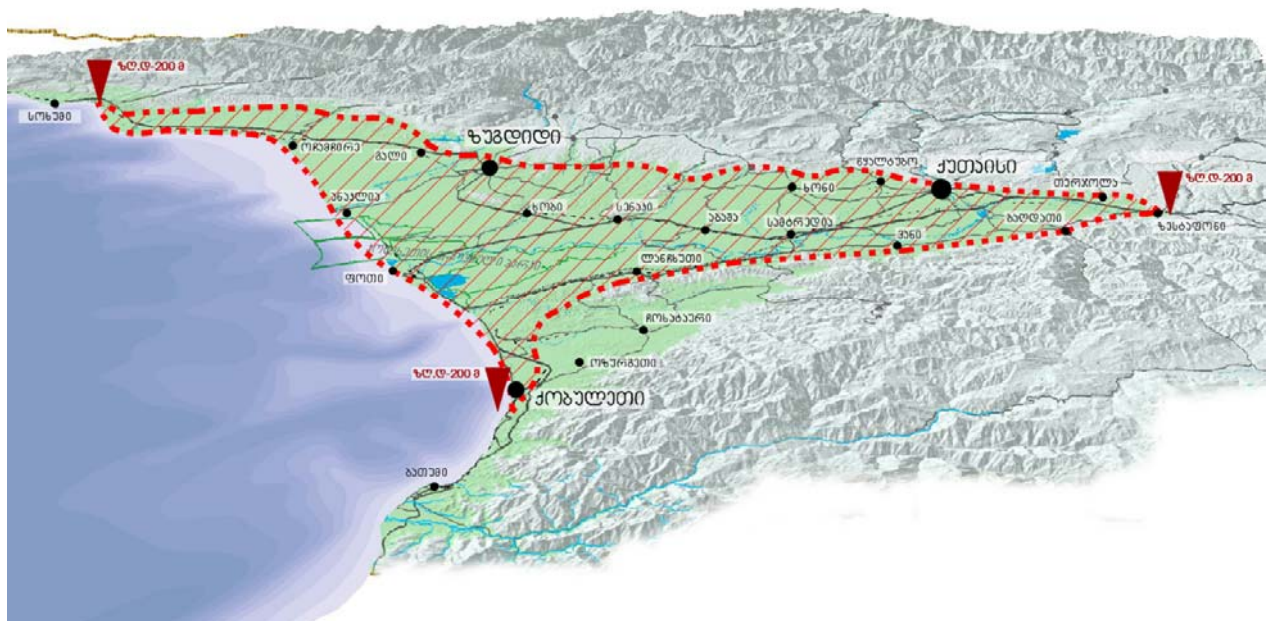 ზღ.დ-200 მ
სოხუმი
ოჩამჩირე
გალი
ზუგდიდი
წყალტუბო
ქუთაისი
ხონი
თერჯოლა
ზღ.დ-200 მ
ანაკლია
ხობი
სენაკი
აბაშა
სამტრედია
ვანი
ბაღდათი
ზესტაფონი
ფოთი
ლანჩხუთი
ჩოხატაური
ოზურგეთი
ზღ.დ-200 მ
ქობულეთი
ბათუმი